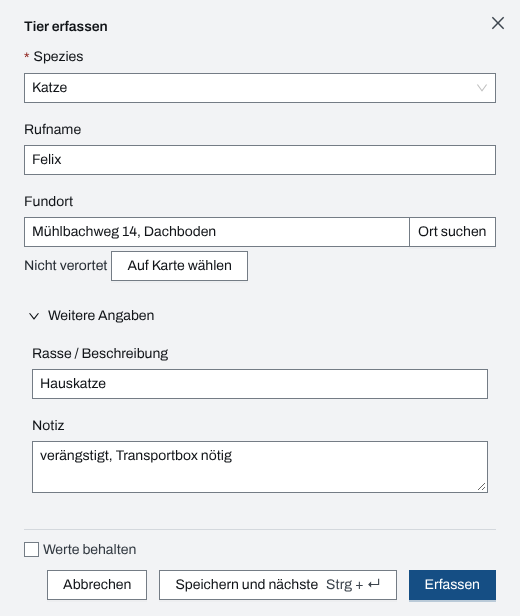 Tier erfassen
* Spezies
Katze
Rufname
Felix
Fundort
Mühlbachweg 14, Dachboden Ort suchen
Nicht verortet Auf Karte wählen
Weitere Angaben
Rasse / Beschreibung
Hauskatze
Notiz
verängstigt, Transportbox nötig
Werte behalten
Abbrechen Speichern und nächste Strg + ↵ Erfassen